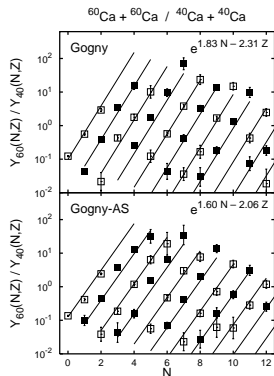 ⁶⁰Ca + ⁶⁰Ca / ⁴⁰Ca + ⁴⁰Ca
Gogny
e^{1.83 N − 2.31 Z}
10²
10¹
10⁰
10⁻¹
10⁻²
Y₆₀(N,Z) / Y₄₀(N,Z)
Gogny-AS
e^{1.60 N − 2.06 Z}
10²
10¹
10⁰
10⁻¹
10⁻²
Y₆₀(N,Z) / Y₄₀(N,Z)
0 2 4 6 8 10 12
N